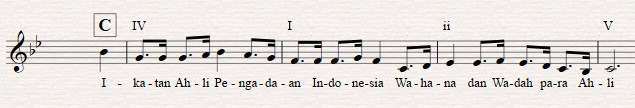 C IV I ii V
I - ka - tan Ah - li Pe - nga - da - an In - do - ne - sia Wa - ha - na dan Wa - dah pa - ra Ah - li